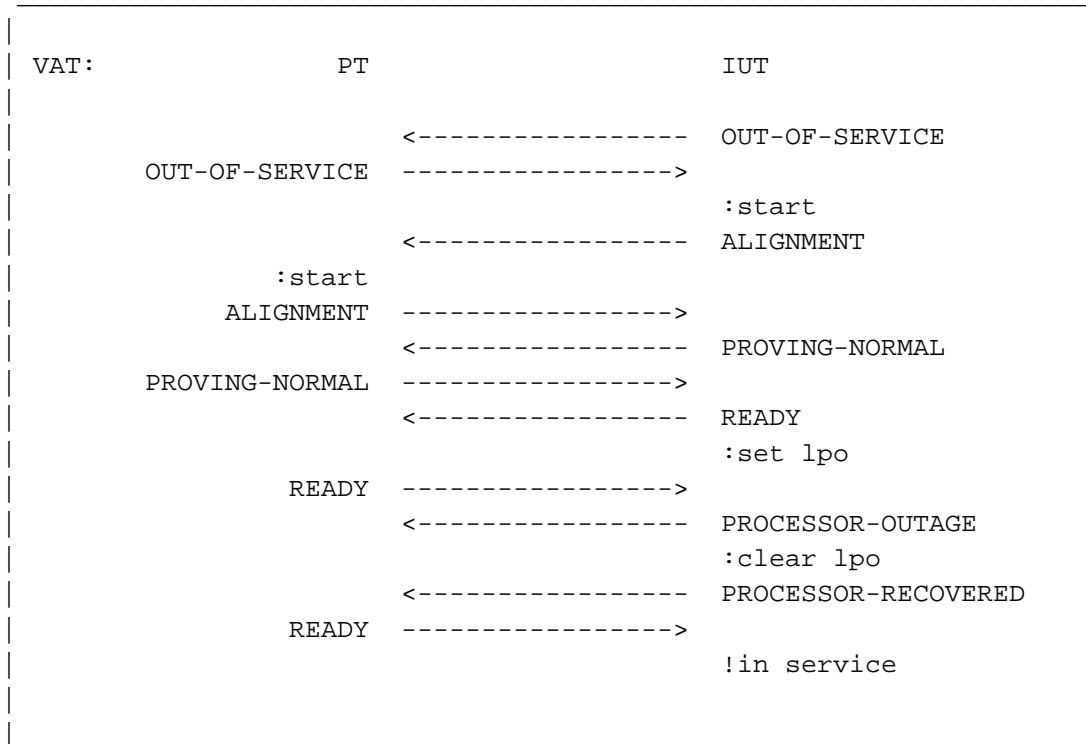 VAT: PT IUT
<----------------- OUT-OF-SERVICE
OUT-OF-SERVICE ----------------->
:start
<----------------- ALIGNMENT
:start
ALIGNMENT ----------------->
<----------------- PROVING-NORMAL
PROVING-NORMAL ----------------->
<----------------- READY
:set lpo
READY ----------------->
<----------------- PROCESSOR-OUTAGE
:clear lpo
<----------------- PROCESSOR-RECOVERED
READY ----------------->
!in service